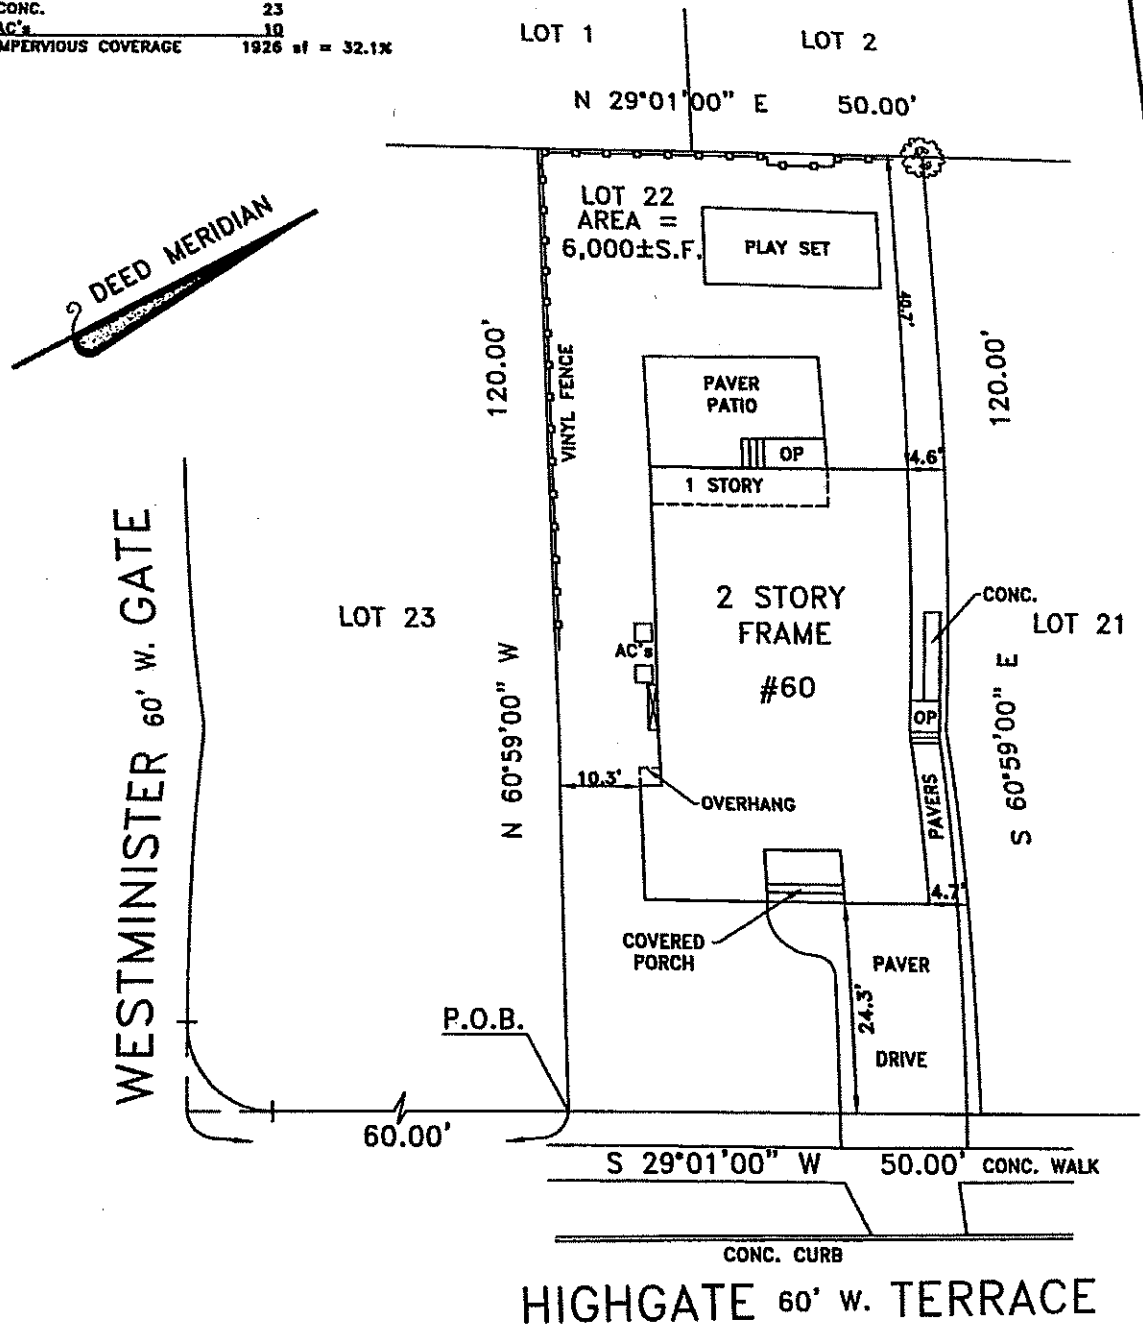 CONC. 23
AC's 10
MPERVIOUS COVERAGE 1926 sf = 32.1%
LOT 1
LOT 2
N 29°01'00" E 50.00'
DEED MERIDIAN
LOT 22
AREA =
6,000±S.F.
PLAY SET
40.7'
120.00'
VINYL FENCE
120.00'
PAVER
PATIO
OP
4.6'
1 STORY
WESTMINISTER 60' W. GATE
LOT 23
2 STORY
FRAME
#60
AC's
CONC.
LOT 21
OP
N 60°59'00" W
S 60°59'00" E
10.3'
OVERHANG
PAVERS
4.7'
COVERED
PORCH
PAVER
DRIVE
24.3'
P.O.B.
60.00'
S 29°01'00" W 50.00' CONC. WALK
CONC. CURB
HIGHGATE 60' W. TERRACE